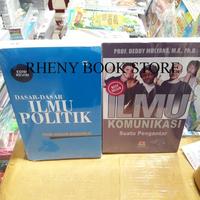 RHENY BOOK STORE
EDISI REVISI
DASAR-DASAR
ILMU
POLITIK
PROF. DEDDY MULYANA, M.A., Ph.D.
ILMU
KOMUNIKASI
Suatu Pengantar